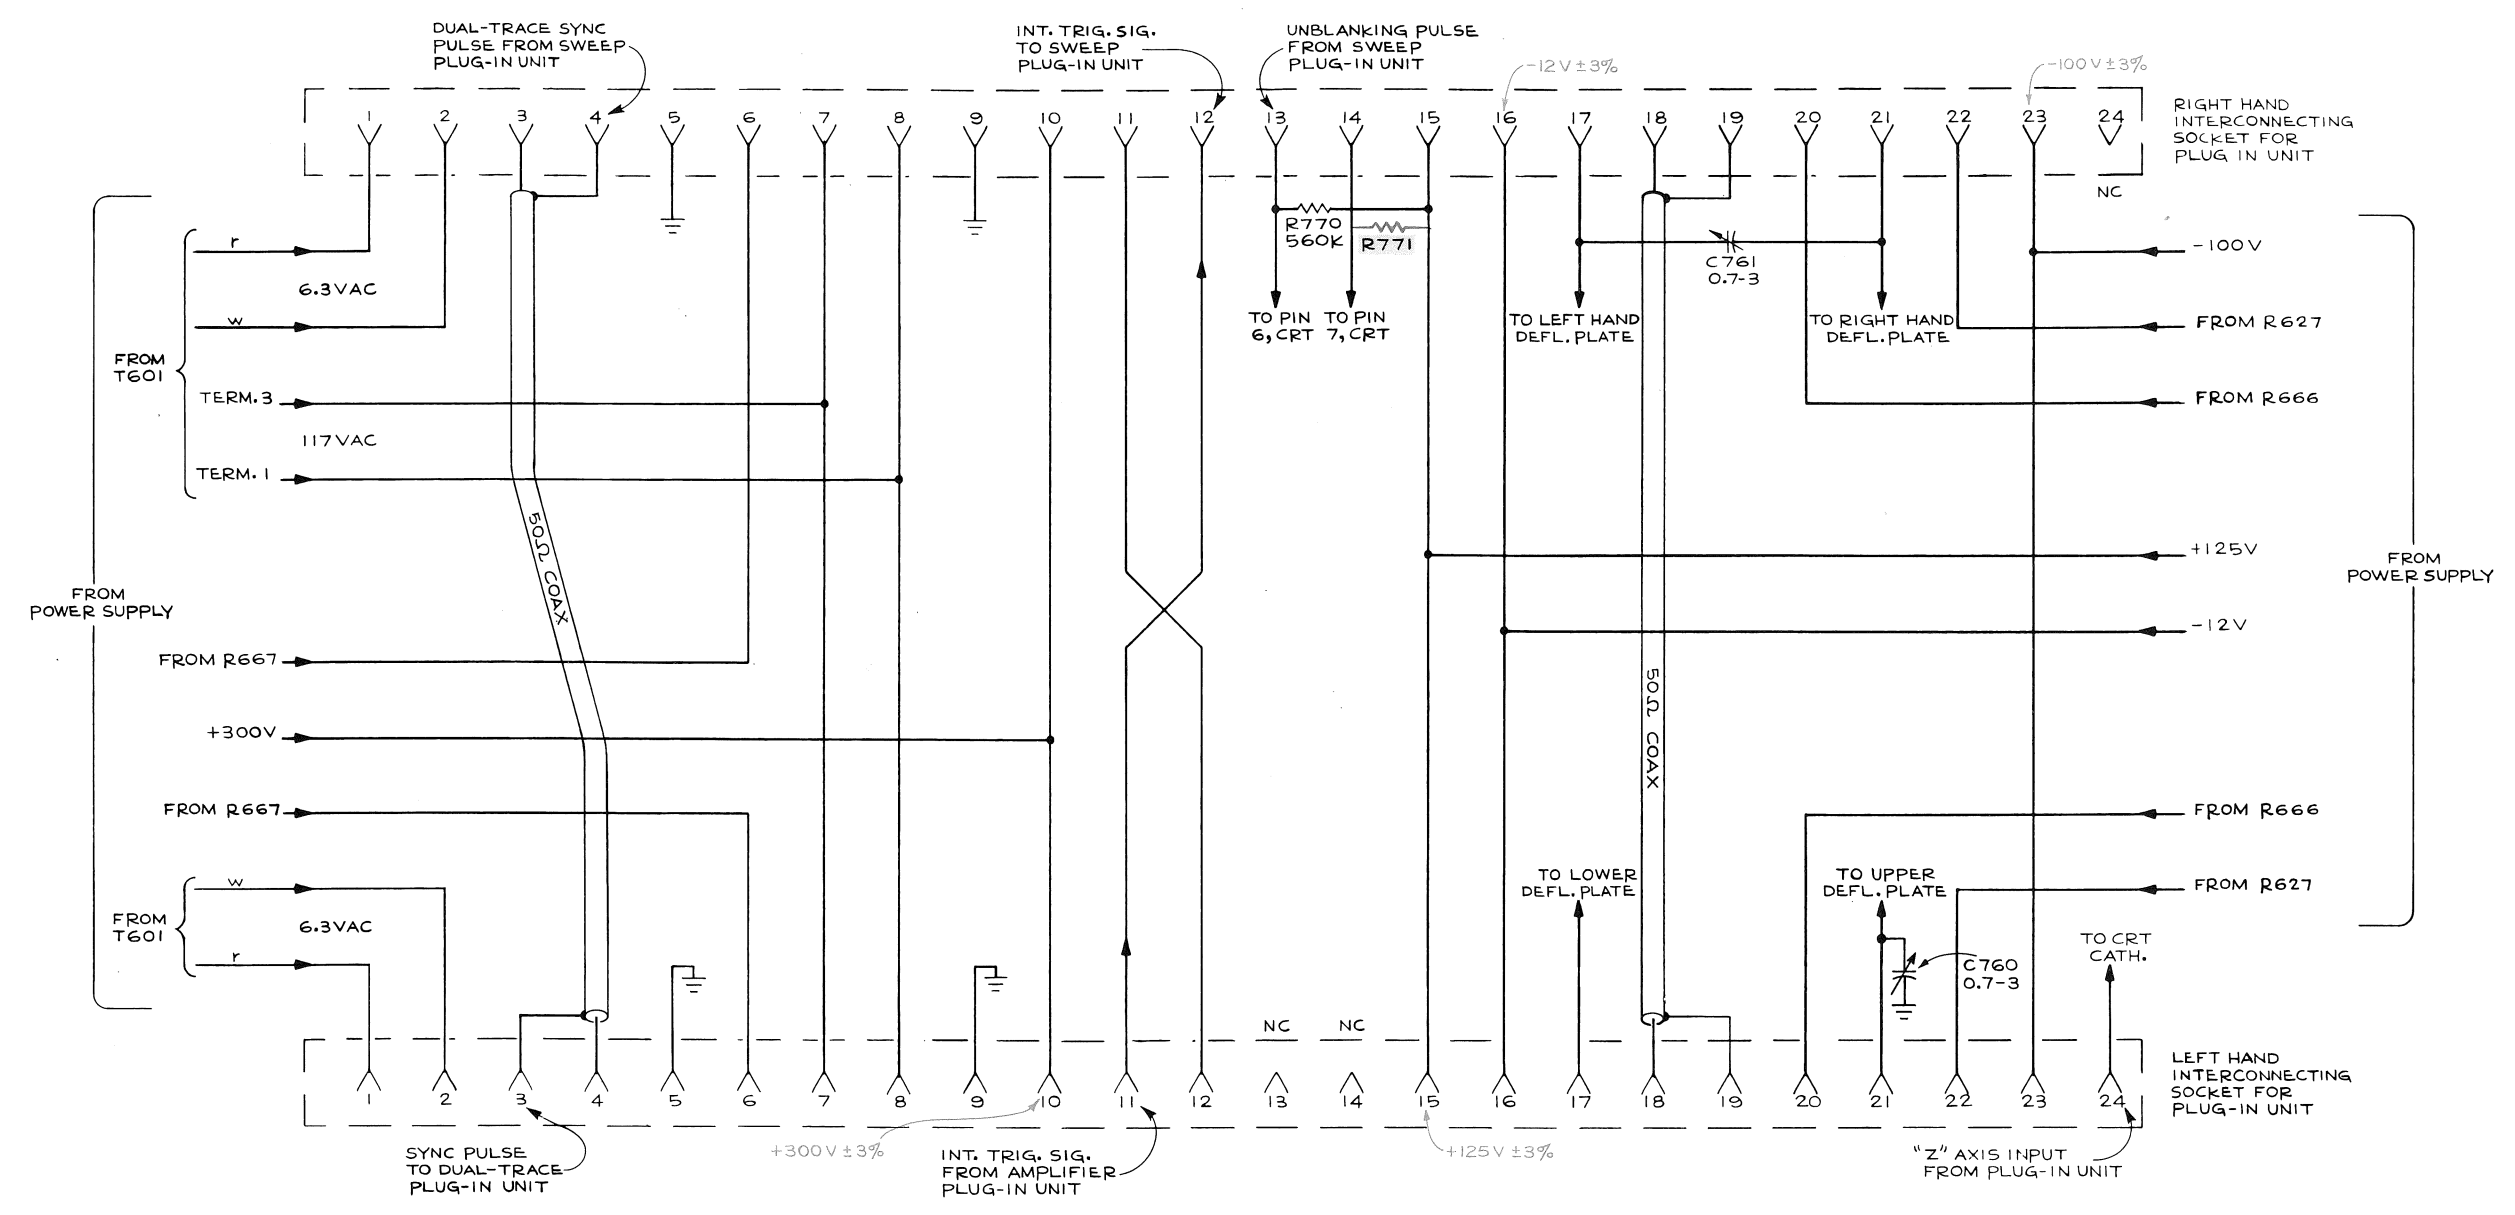 DUAL-TRACE SYNC
PULSE FROM SWEEP
PLUG-IN UNIT
INT. TRIG. SIG.
TO SWEEP
PLUG-IN UNIT
UNBLANKING PULSE
FROM SWEEP
PLUG-IN UNIT
-12V±3%
-100V±3%
1 2 3 4 5 6 7 8 9 10 11 12 13 14 15 16 17 18 19 20 21 22 23 24
RIGHT HAND
INTERCONNECTING
SOCKET FOR
PLUG IN UNIT
NC
r
6.3VAC
w
FROM
T601
TERM.3
117VAC
TERM.1
50Ω COAX
FROM
POWER SUPPLY
FROM R667
+300V
FROM R667
w
FROM
T601
6.3VAC
r
R770
560K
R771
TO PIN
6, CRT
TO PIN
7, CRT
TO LEFT HAND
DEFL. PLATE
C761
0.7-3
TO RIGHT HAND
DEFL. PLATE
-100V
FROM R627
FROM R666
+125V
-12V
FROM
POWER SUPPLY
50Ω COAX
FROM R666
FROM R627
TO LOWER
DEFL. PLATE
TO UPPER
DEFL. PLATE
C760
0.7-3
TO CRT
CATH.
NC NC
1 2 3 4 5 6 7 8 9 10 11 12 13 14 15 16 17 18 19 20 21 22 23 24
LEFT HAND
INTERCONNECTING
SOCKET FOR
PLUG-IN UNIT
SYNC PULSE
TO DUAL-TRACE
PLUG-IN UNIT
+300V±3%
INT. TRIG. SIG.
FROM AMPLIFIER
PLUG-IN UNIT
+125V±3%
"Z" AXIS INPUT
FROM PLUG-IN UNIT